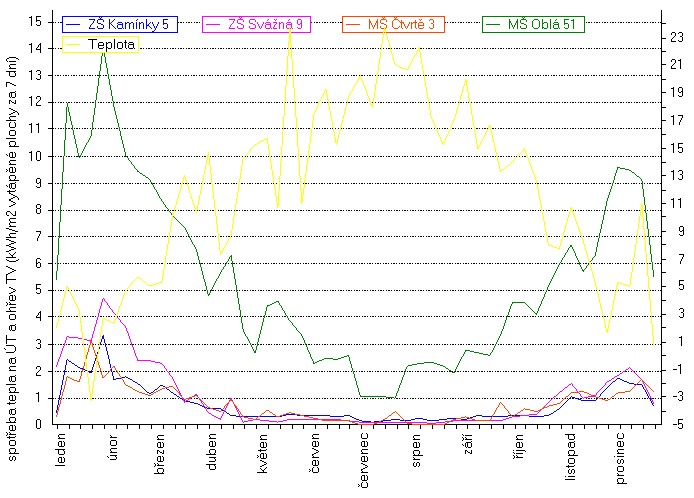 ZŠ Kamínky 5
ZŠ Svážná 9
MŠ Čtvrtě 3
MŠ Oblá 51
Teplota
spotřeba tepla na ÚT a ohřev TV (kWh/m2 vytápěné plochy za 7 dní)
15
14
13
12
11
10
9
8
7
6
5
4
3
2
1
0
23
21
19
17
15
13
11
9
7
5
3
1
-1
-3
-5
leden
únor
březen
duben
květen
červen
červenec
srpen
září
říjen
listopad
prosinec